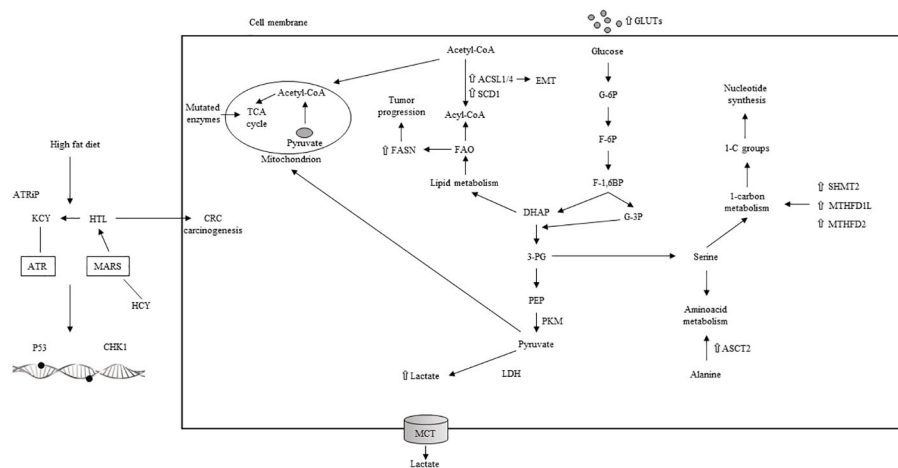 Cell membrane
⇧ GLUTs
Acetyl-CoA
Glucose
⇧ ACSL1/4
EMT
⇧ SCD1
Acetyl-CoA
G-6P
Nucleotide
synthesis
Mutated
enzymes
TCA
cycle
Tumor
progression
Acyl-CoA
Pyruvate
F-6P
High fat diet
Mitochondrion
⇧ FASN
FAO
1-C groups
Lipid metabolism
F-1,6BP
ATRiP
1-carbon
metabolism
⇧ SHMT2
⇧ MTHFD1L
⇧ MTHFD2
KCY
HTL
CRC
carcinogenesis
DHAP
G-3P
ATR
MARS
3-PG
Serine
HCY
PEP
PKM
Aminoacid
metabolism
P53
CHK1
Pyruvate
⇧ASCT2
⇧ Lactate
LDH
Alanine
MCT
Lactate